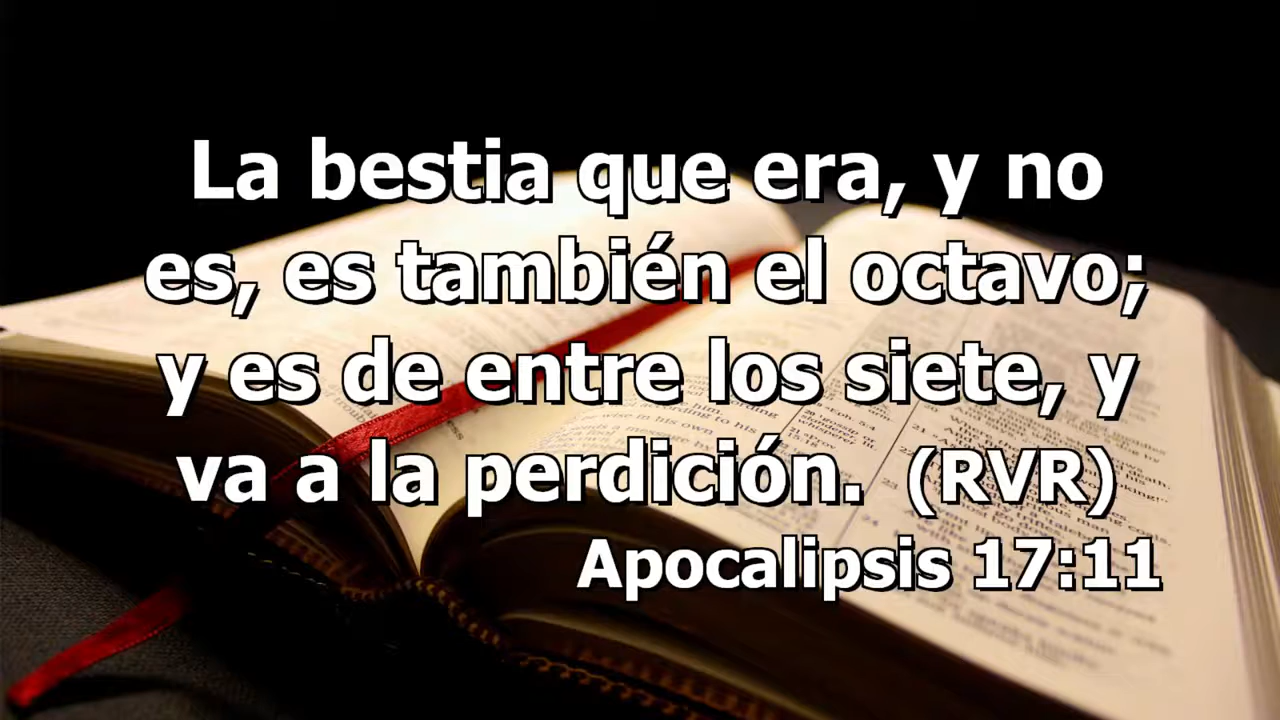 La bestia que era, y no
es, es también el octavo;
y es de entre los siete, y
va a la perdición. (RVR)
Apocalipsis 17:11